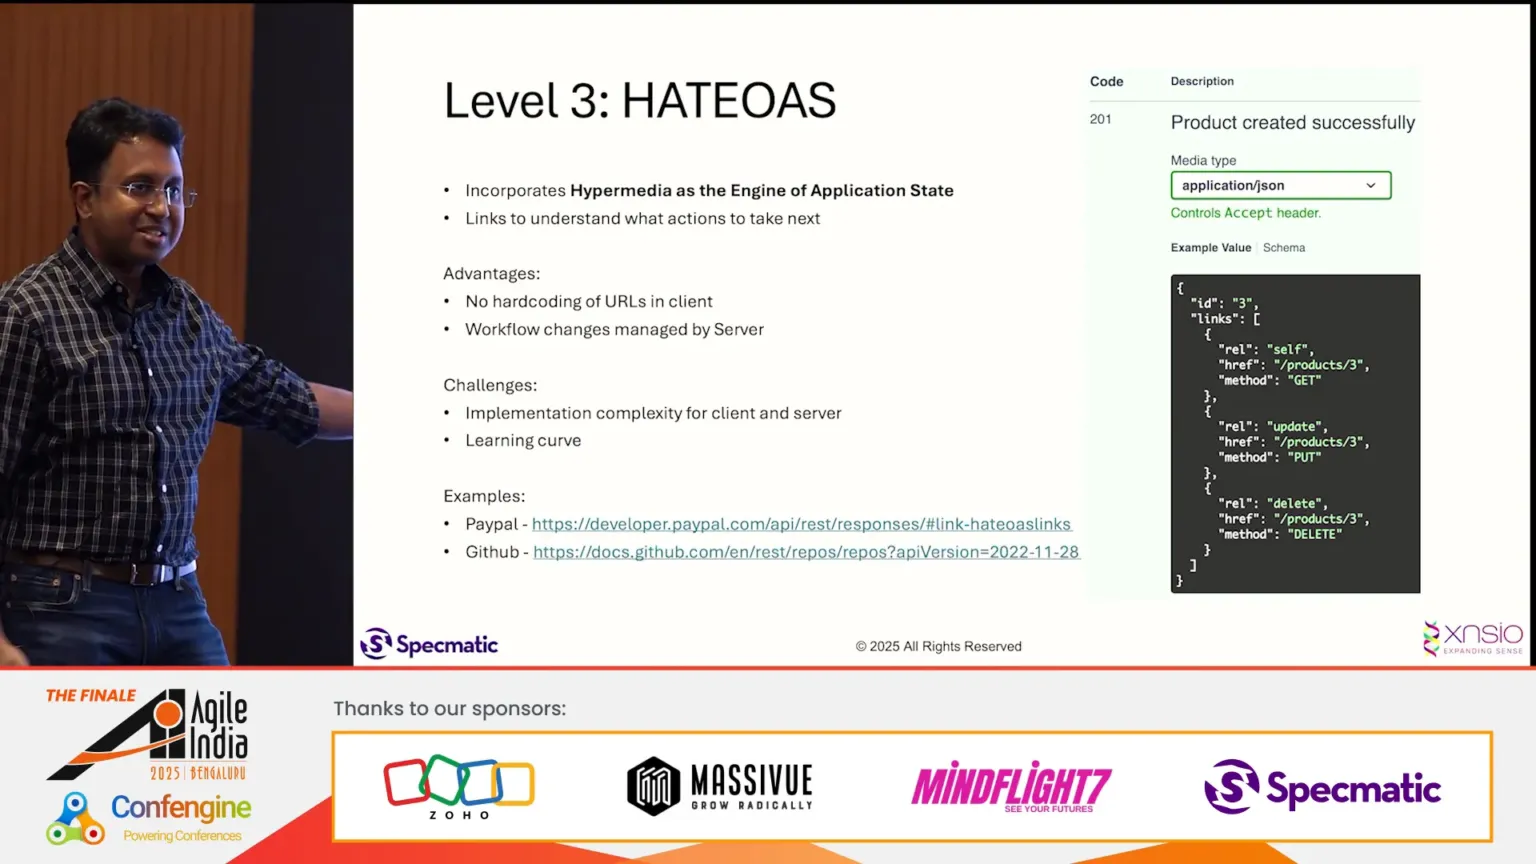 Level 3: HATEOAS
• Incorporates Hypermedia as the Engine of Application State
• Links to understand what actions to take next
Advantages:
• No hardcoding of URLs in client
• Workflow changes managed by Server
Challenges:
• Implementation complexity for client and server
• Learning curve
Examples:
• Paypal - https://developer.paypal.com/api/rest/responses/#link-hateoaslinks
• Github - https://docs.github.com/en/rest/repos/repos?apiVersion=2022-11-28
Code Description
201 Product created successfully
Media type
application/json
Controls Accept header.
Example Value Schema
{
"id": "3",
"links": [
{
"rel": "self",
"href": "/products/3",
"method": "GET"
},
{
"rel": "update",
"href": "/products/3",
"method": "PUT"
},
{
"rel": "delete",
"href": "/products/3",
"method": "DELETE"
}
]
}
Specmatic
© 2025 All Rights Reserved
xnsio
EXPANDING SENSE
THE FINALE
Agile
India
2025 | BENGALURU
Confengine
Powering Conferences
Thanks to our sponsors:
ZOHO
MASSIVUE
GROW RADICALLY
MINDFLIGHT7
SEE YOUR FUTURES
Specmatic